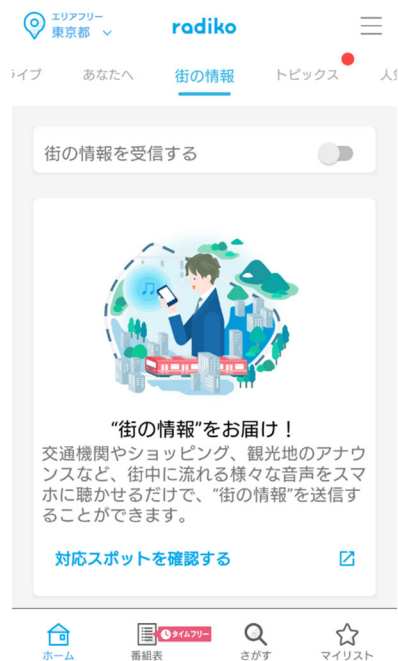 エリアフリー
東京都
radiko
イブ
あなたへ
街の情報
トピックス
人
街の情報を受信する
“街の情報”をお届け！
交通機関やショッピング、観光地のアナウ
ンスなど、街中に流れる様々な音声をスマ
ホに聴かせるだけで、“街の情報”を送信す
ることができます。
対応スポットを確認する
タイムフリー
ホーム
番組表
さがす
マイリスト